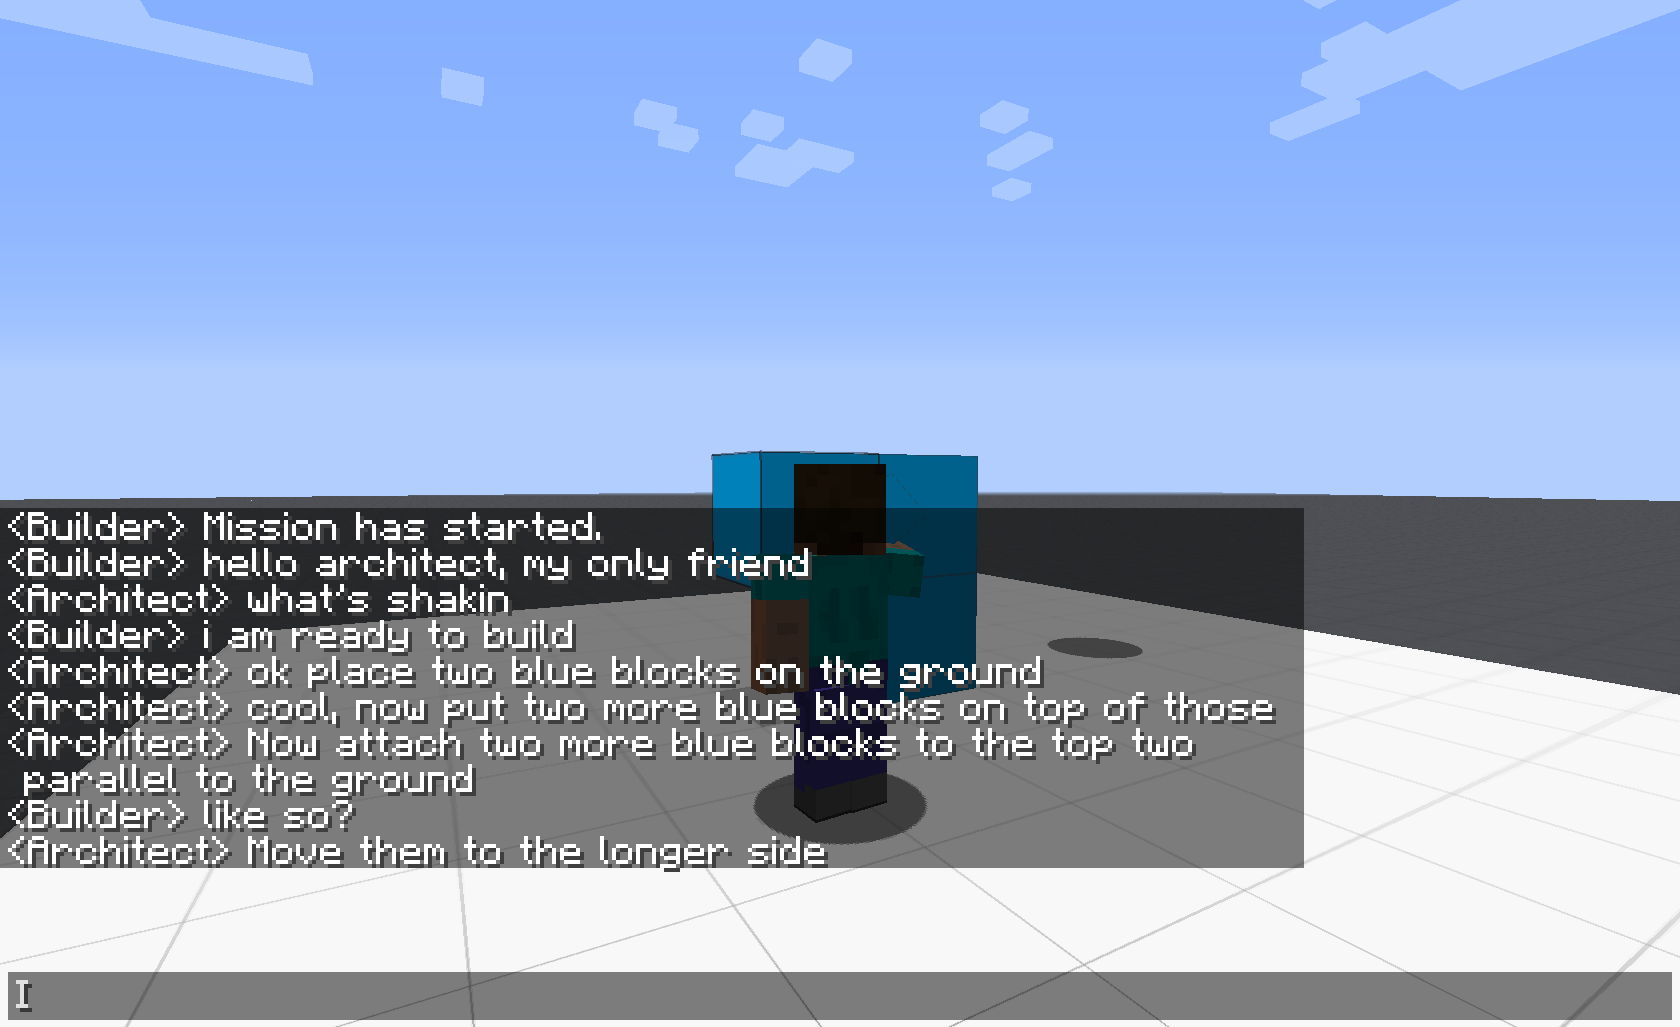 <Builder> Mission has started.
<Builder> hello architect, my only friend
<Architect> what's shakin
<Builder> i am ready to build
<Architect> ok place two blue blocks on the ground
<Architect> cool, now put two more blue blocks on top of those
<Architect> Now attach two more blue blocks to the top two
parallel to the ground
<Builder> like so?
<Architect> Move them to the longer side